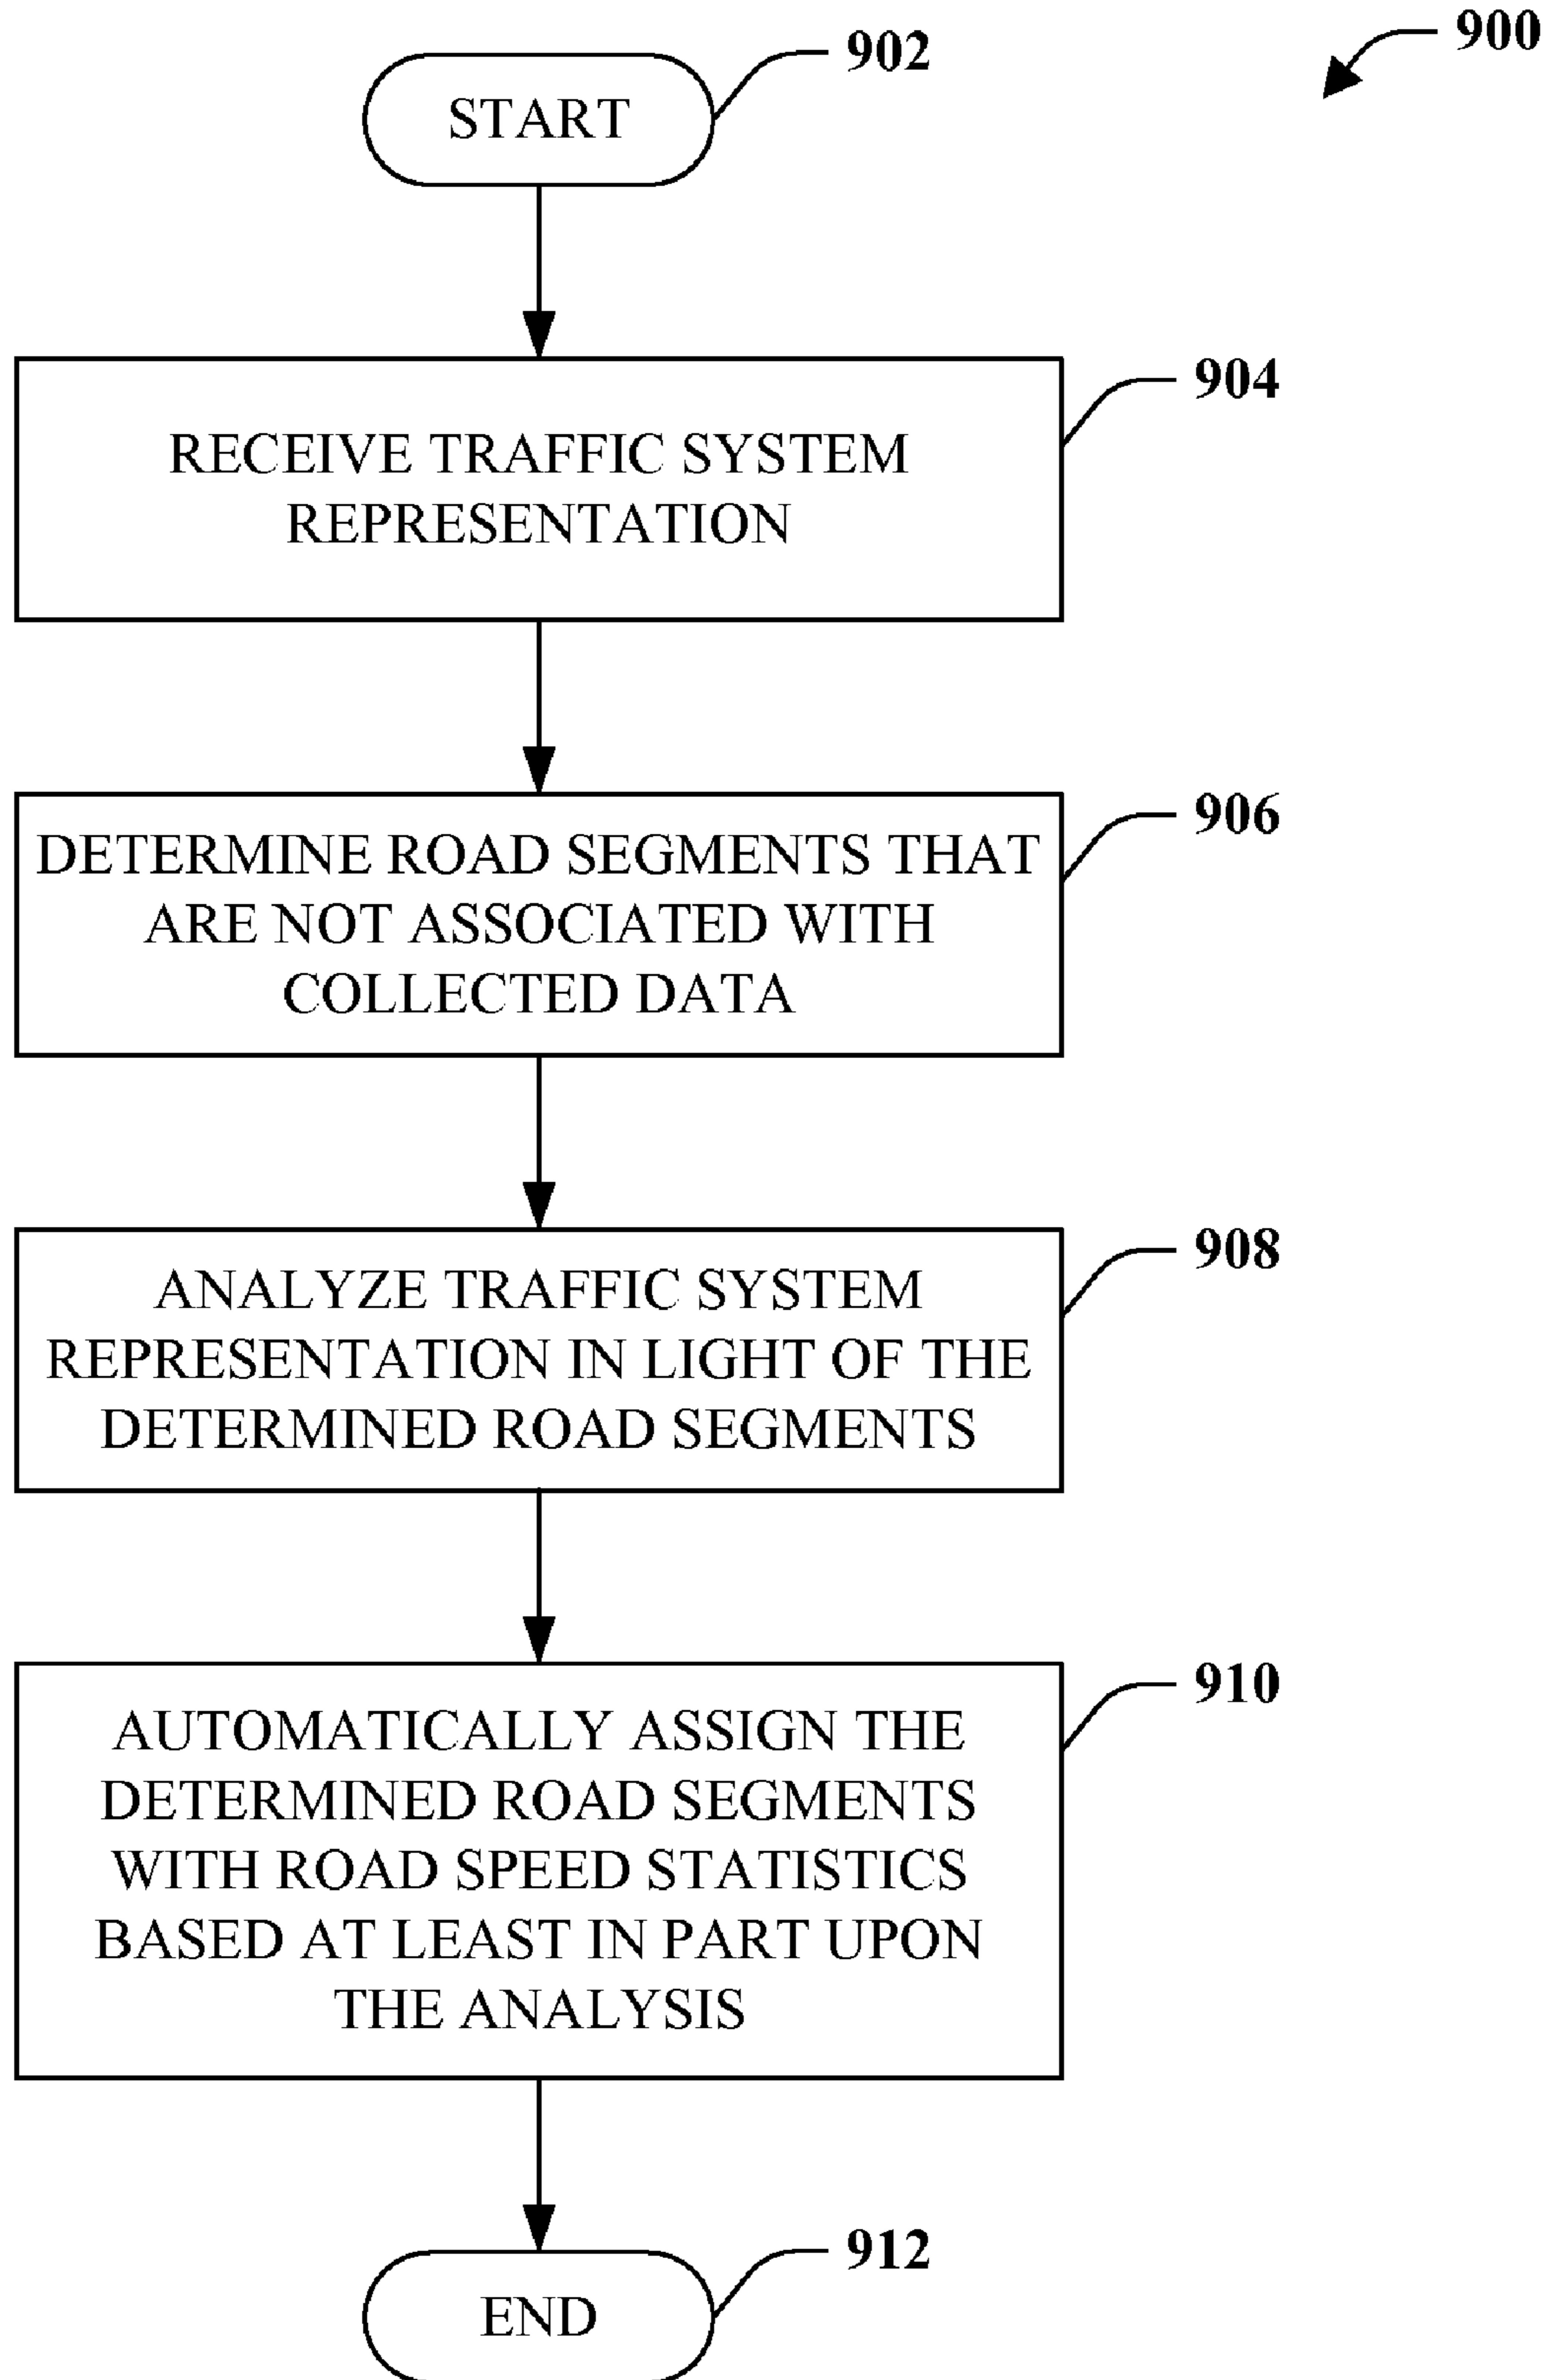 900
902
START
904
RECEIVE TRAFFIC SYSTEM
REPRESENTATION
906
DETERMINE ROAD SEGMENTS THAT
ARE NOT ASSOCIATED WITH
COLLECTED DATA
908
ANALYZE TRAFFIC SYSTEM
REPRESENTATION IN LIGHT OF THE
DETERMINED ROAD SEGMENTS
910
AUTOMATICALLY ASSIGN THE
DETERMINED ROAD SEGMENTS
WITH ROAD SPEED STATISTICS
BASED AT LEAST IN PART UPON
THE ANALYSIS
912
END